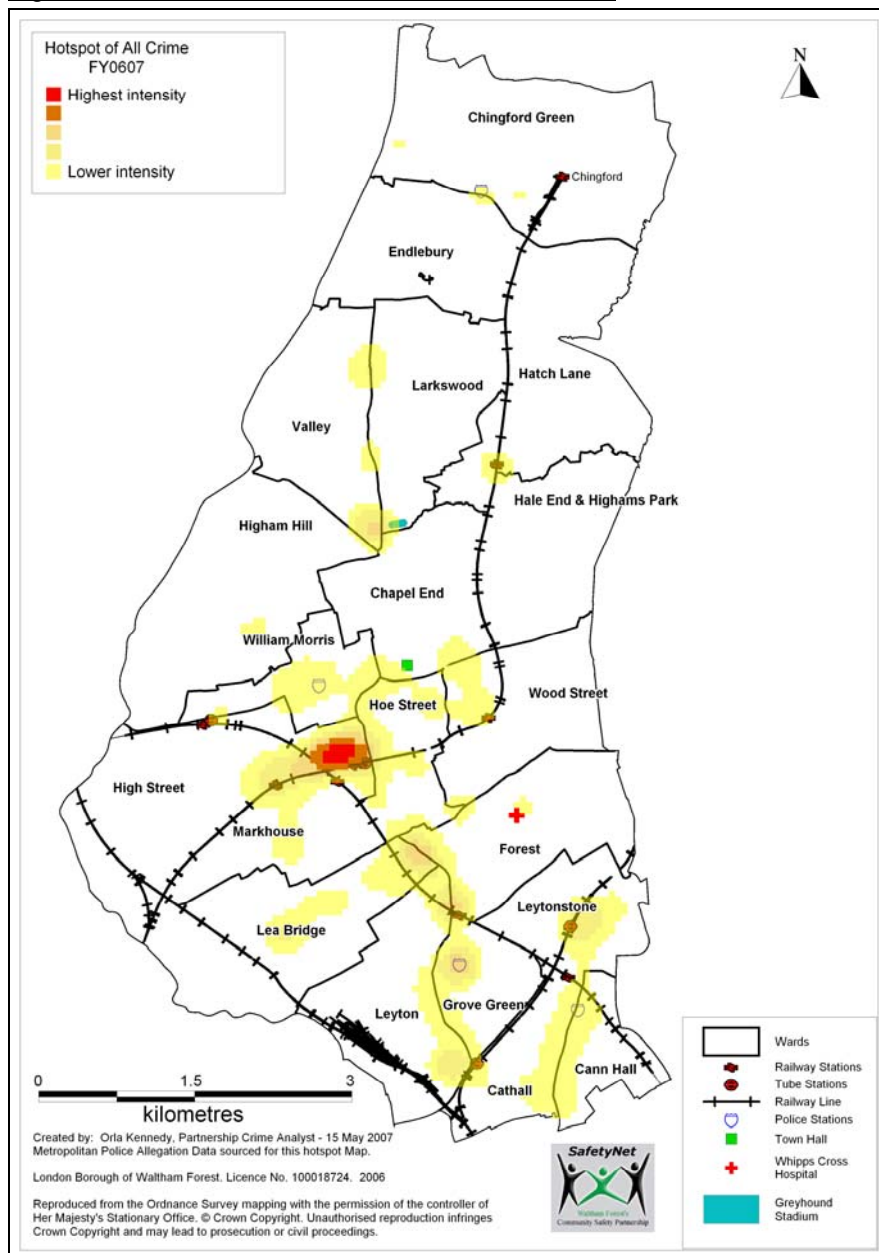 Hotspot of All Crime
FY0607
Highest intensity
Lower intensity
N
Chingford Green
Chingford
Endlebury
Hatch Lane
Larkswood
Valley
Hale End & Highams Park
Higham Hill
Chapel End
William Morris
Wood Street
Hoe Street
High Street
Markhouse
Forest
Leytonstone
Lea Bridge
Leyton
Grove Green
Cann Hall
Cathall
0 1.5 3
kilometres
Created by: Orla Kennedy, Partnership Crime Analyst - 15 May 2007
Metropolitan Police Allegation Data sourced for this hotspot Map.
London Borough of Waltham Forest. Licence No. 100018724. 2006
Reproduced from the Ordnance Survey mapping with the permission of the controller of
Her Majesty's Stationary Office. © Crown Copyright. Unauthorised reproduction infringes
Crown Copyright and may lead to prosecution or civil proceedings.
SafetyNet
Waltham Forest's
Community Safety Partnership
Wards
Railway Stations
Tube Stations
Railway Line
Police Stations
Town Hall
Whipps Cross
Hospital
Greyhound
Stadium